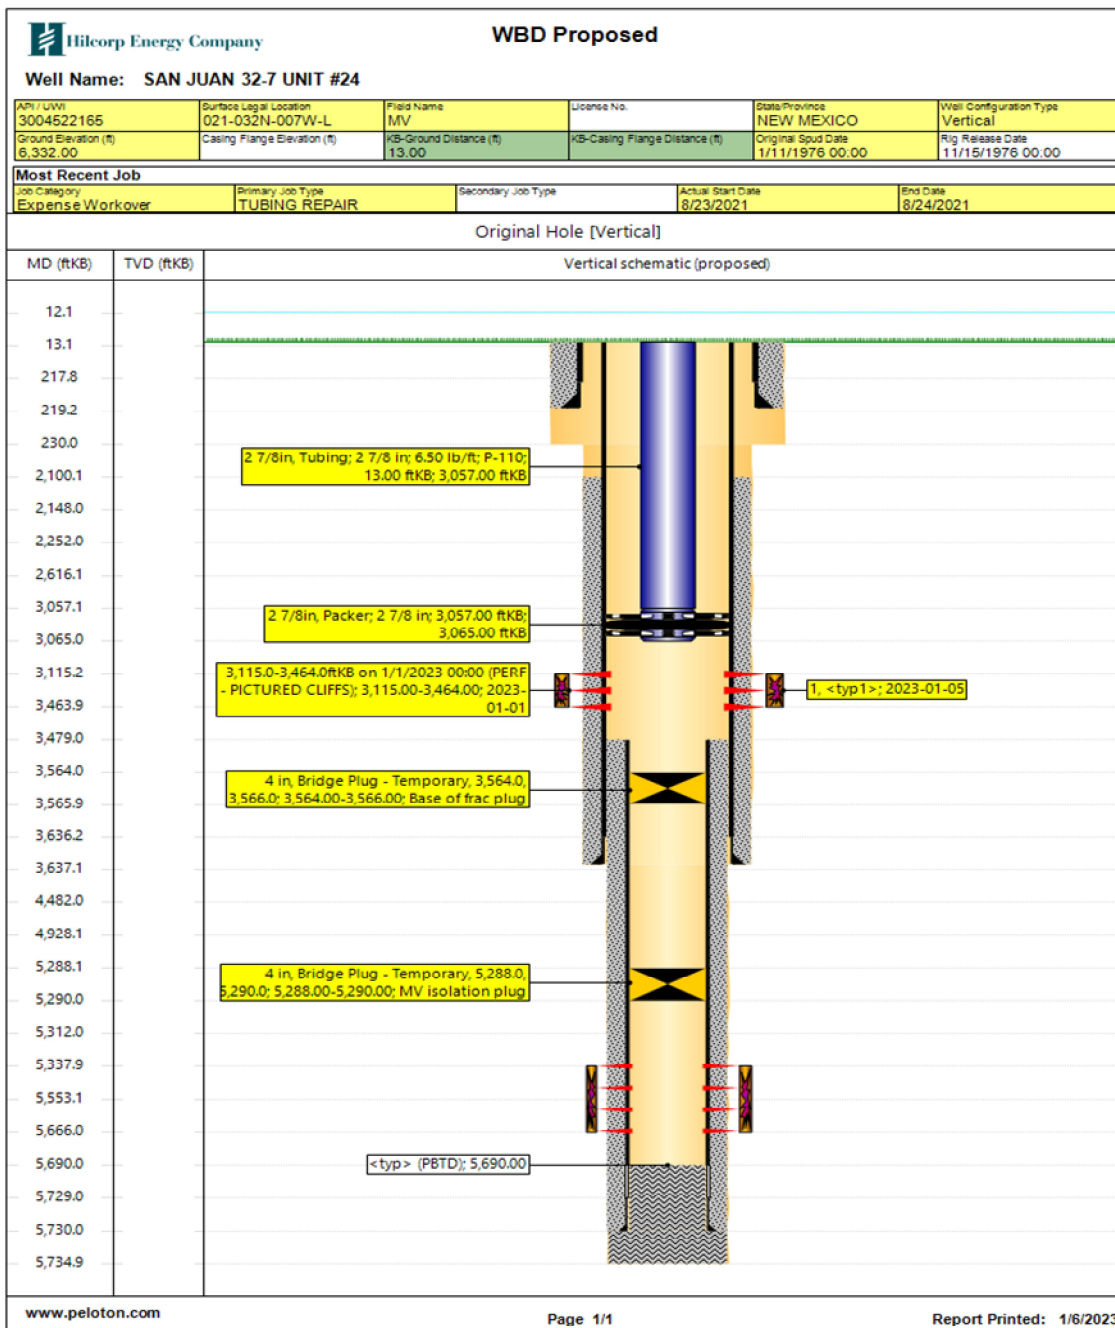 Hilcorp Energy Company
WBD Proposed
Well Name: SAN JUAN 32-7 UNIT #24
API / UWI
3004522165
Surface Legal Location
021-032N-007W-L
Field Name
MV
License No.
State/Province
NEW MEXICO
Well Configuration Type
Vertical
Ground Elevation (ft)
6,332.00
Casing Flange Elevation (ft)
KB-Ground Distance (ft)
13.00
KB-Casing Flange Distance (ft)
Original Spud Date
1/11/1976 00:00
Rig Release Date
11/15/1976 00:00
Most Recent Job
Job Category
Expense Workover
Primary Job Type
TUBING REPAIR
Secondary Job Type
Actual Start Date
8/23/2021
End Date
8/24/2021
Original Hole [Vertical]
MD (ftKB)
TVD (ftKB)
Vertical schematic (proposed)
12.1
13.1
217.8
219.2
230.0
2 7/8in, Tubing; 2 7/8 in; 6.50 lb/ft; P-110;
13.00 ftKB; 3,057.00 ftKB
2,100.1
2,148.0
2,252.0
2,616.1
3,057.1
2 7/8in, Packer; 2 7/8 in; 3,057.00 ftKB;
3,065.00 ftKB
3,065.0
3,115.2
3,115.0-3,464.0ftKB on 1/1/2023 00:00 (PERF
- PICTURED CLIFFS); 3,115.00-3,464.00; 2023-
01-01
1, <typ1>; 2023-01-05
3,463.9
3,479.0
3,564.0
4 in, Bridge Plug - Temporary, 3,564.0,
3,566.0; 3,564.00-3,566.00; Base of frac plug
3,565.9
3,636.2
3,637.1
4,482.0
4,928.1
5,288.1
4 in, Bridge Plug - Temporary, 5,288.0,
5,290.0; 5,288.00-5,290.00; MV isolation plug
5,290.0
5,312.0
5,337.9
5,553.1
5,666.0
5,690.0
<typ> (PBTD); 5,690.00
5,729.0
5,730.0
5,734.9
www.peloton.com
Page 1/1
Report Printed: 1/6/2023